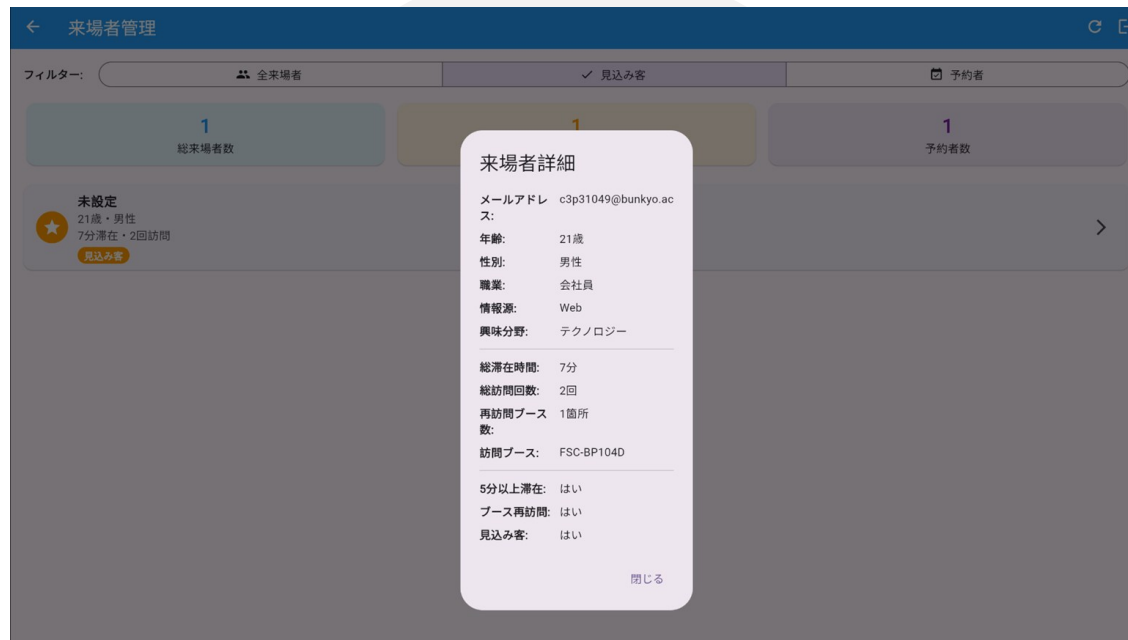 来場者管理
フィルター:
全来場者
見込み客
予約者
1
総来場者数
1
1
予約者数
未設定
21歳・男性
7分滞在・2回訪問
見込み客
来場者詳細
メールアドレス: c3p31049@bunkyo.ac
年齢: 21歳
性別: 男性
職業: 会社員
情報源: Web
興味分野: テクノロジー
総滞在時間: 7分
総訪問回数: 2回
再訪問ブース数: 1箇所
訪問ブース: FSC-BP104D
5分以上滞在: はい
ブース再訪問: はい
見込み客: はい
閉じる